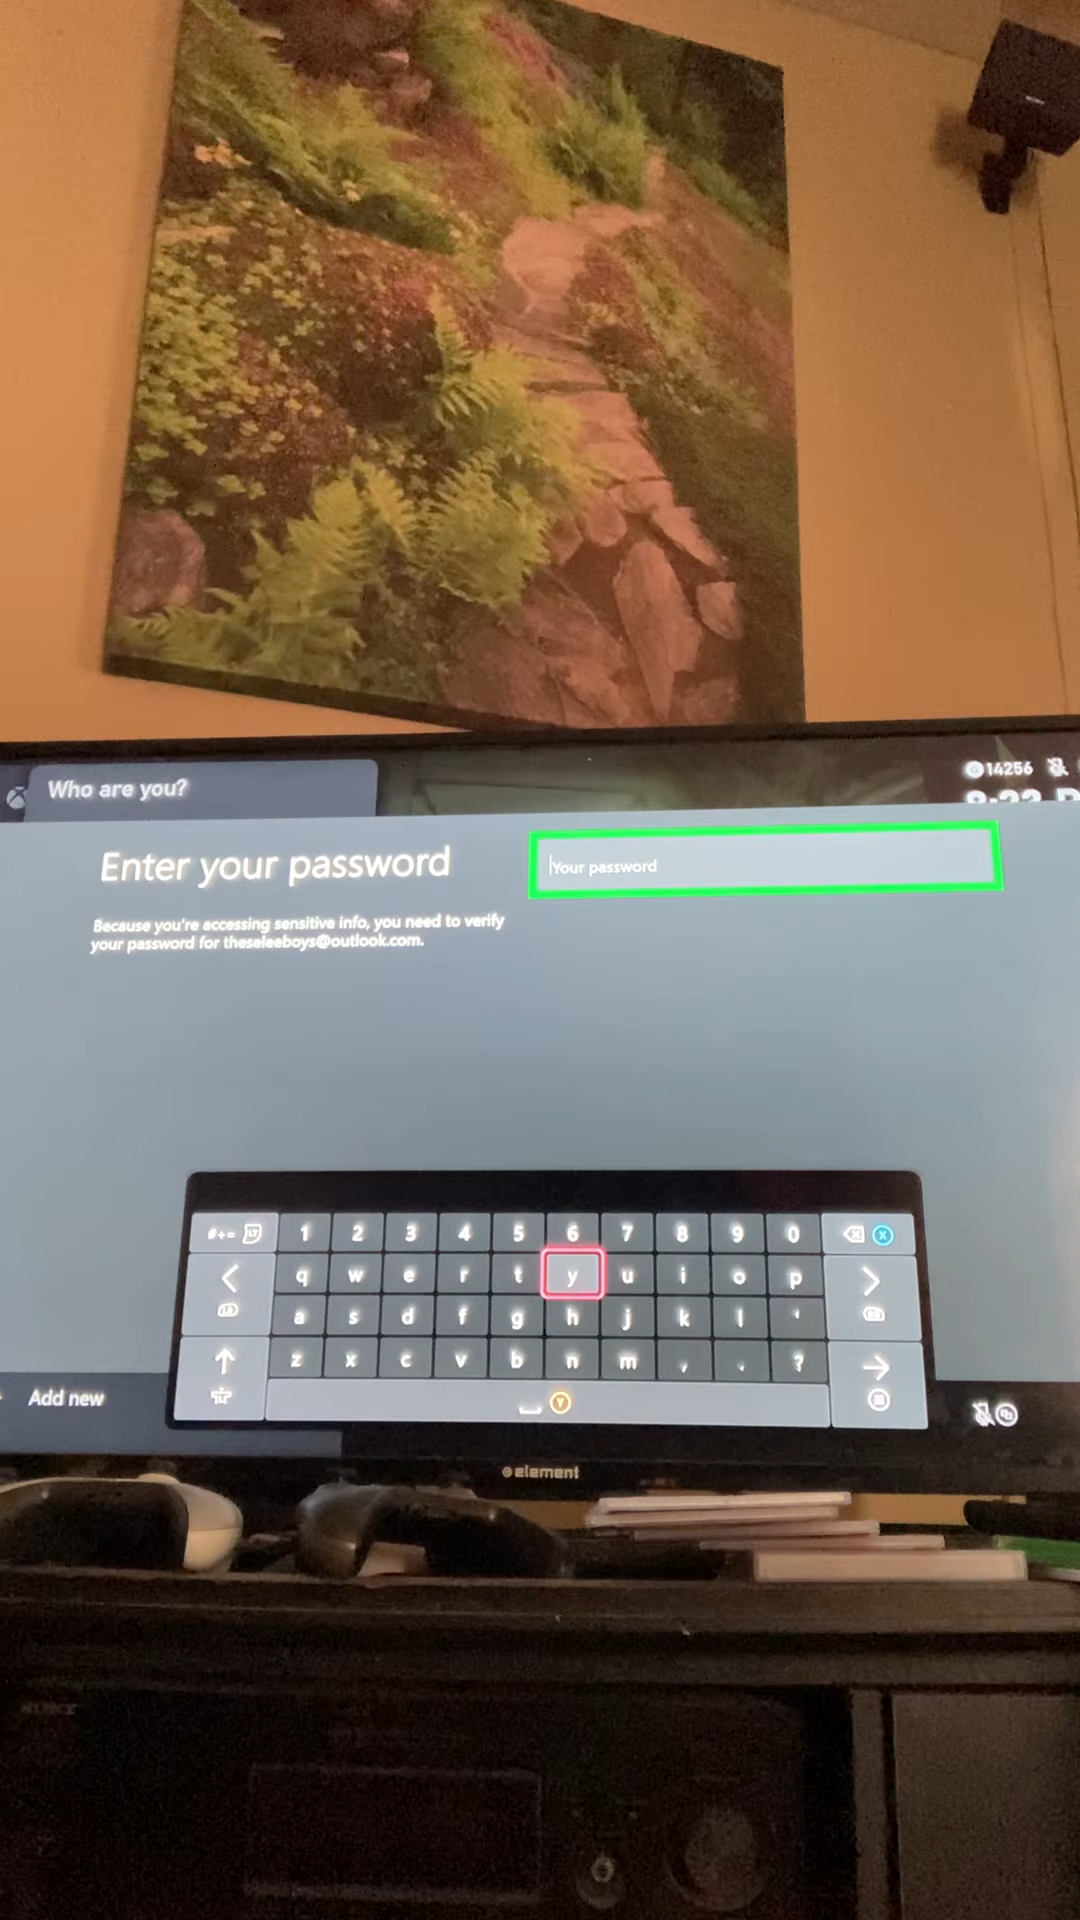 Who are you?
14256
Enter your password
Your password
Because you're accessing sensitive info, you need to verify
your password for theseleeboys@outlook.com.
#+= LT 1 2 3 4 5 6 7 8 9 0 X
q w e r t y u i o p
LB
a s d f g h j k l '
z x c v b n m , . ?
Y
Add new
element